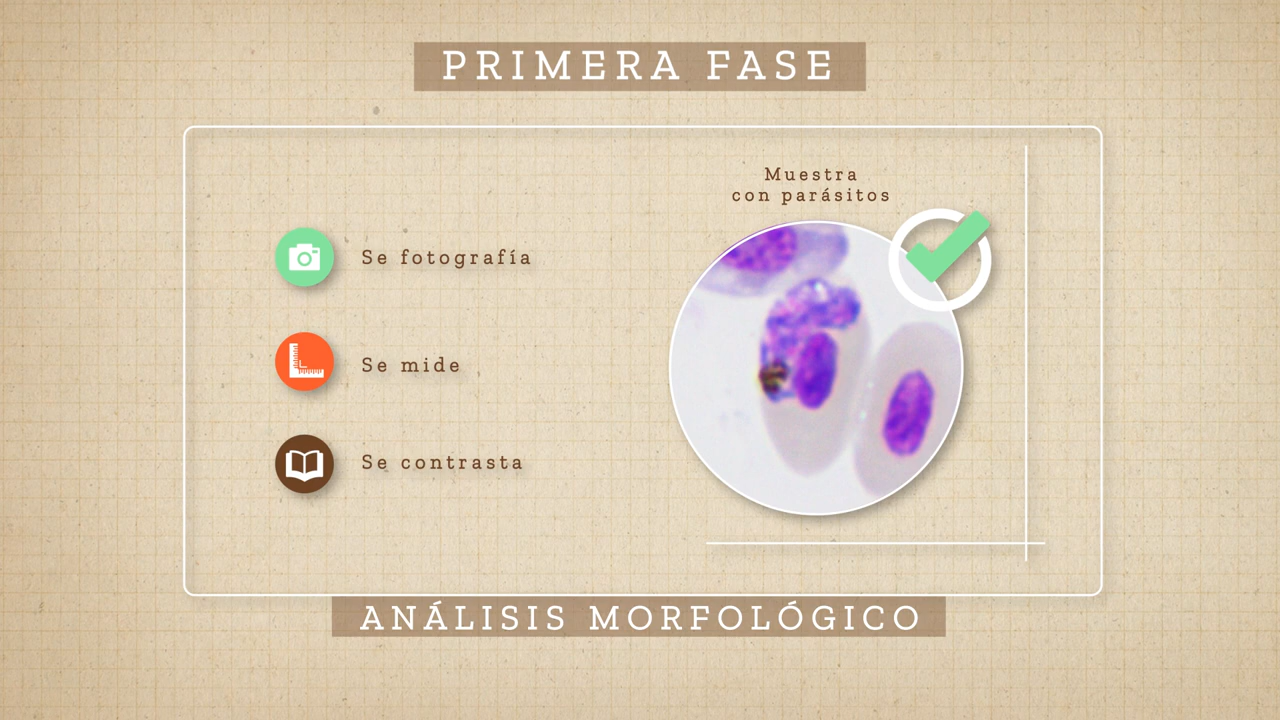 PRIMERA FASE
Se fotografía
Se mide
Se contrasta
Muestra
con parásitos
ANÁLISIS MORFOLÓGICO